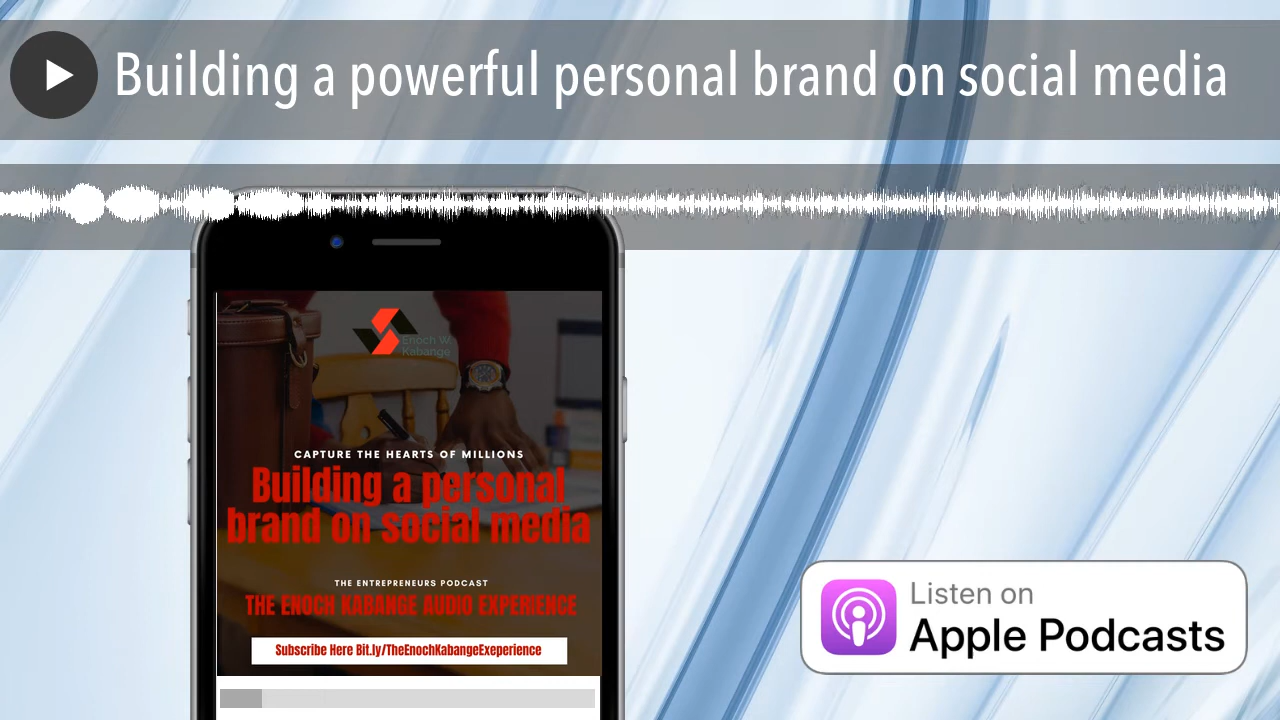 Building a powerful personal brand on social media
Enoch W.
Kabange
CAPTURE THE HEARTS OF MILLIONS
Building a personal
brand on social media
THE ENTREPRENEURS PODCAST
THE ENOCH KABANGE AUDIO EXPERIENCE
Subscribe Here Bit.ly/TheEnochKabangeExeperience
Listen on
Apple Podcasts